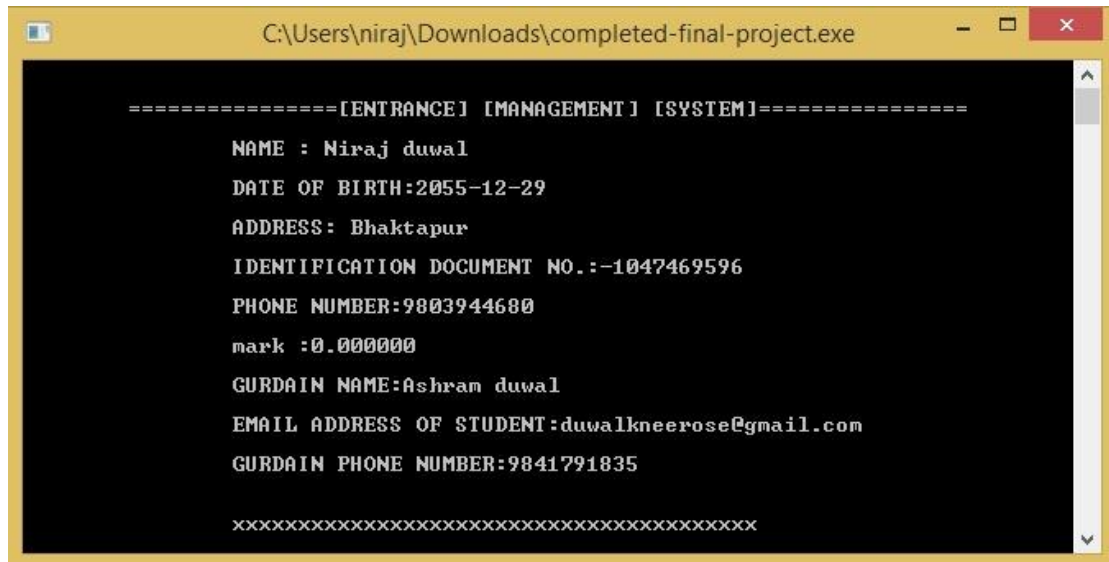 C:\Users\niraj\Downloads\completed-final-project.exe
================[ENTRANCE] [MANAGEMENT] [SYSTEM]================
NAME : Niraj duwal
DATE OF BIRTH:2055-12-29
ADDRESS: Bhaktapur
IDENTIFICATION DOCUMENT NO.:-1047469596
PHONE NUMBER:9803944680
mark :0.000000
GURDAIN NAME:Ashram duwal
EMAIL ADDRESS OF STUDENT:duwalkneerose@gmail.com
GURDAIN PHONE NUMBER:9841791835
xxxxxxxxxxxxxxxxxxxxxxxxxxxxxxxxxxxxxxxx